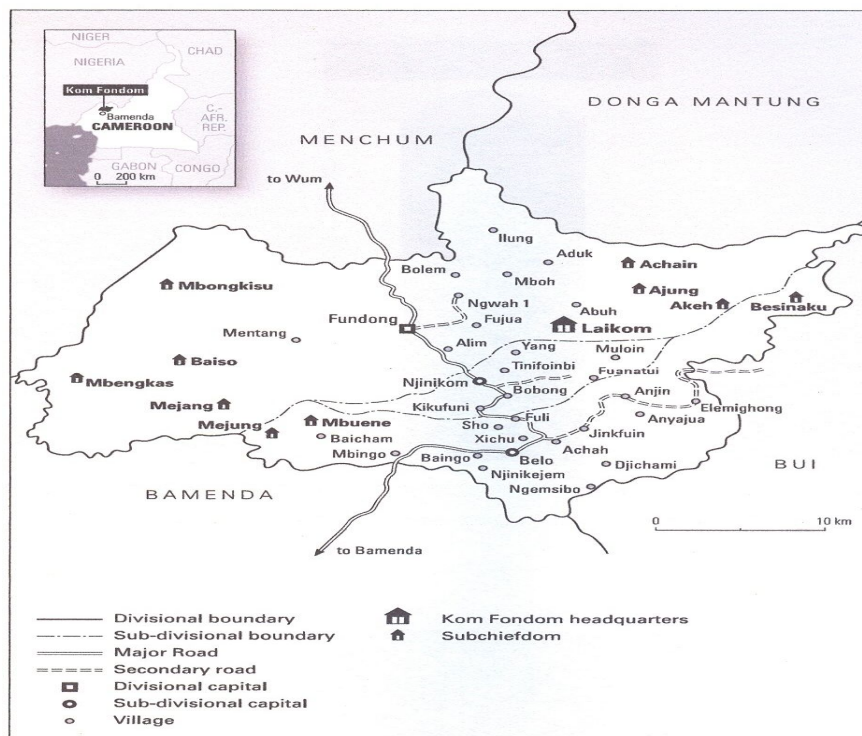 NIGER
CHAD
NIGERIA
Kom Fondom
Bamenda
CAMEROON
C.-
AFR.
REP.
GABON
CONGO
0 200 km
DONGA MANTUNG
MENCHUM
to Wum
Ilung
Aduk
Achain
Bolem
Mboh
Mbongkisu
Ajung
Ngwah 1
Abuh
Akeh
Besinaku
Fundong
Fujua
Laikom
Mentang
Alim
Yang
Muloin
Baiso
Tinifoinbi
Fuanatui
Mbengkas
Njinikom
Bobong
Anjin
Mejang
Kikufuni
Fuli
Elemighong
Mbuene
Anyajua
Mejung
Sho
Jinkfuin
Baicham
Xichu
Achah
Mbingo
Baingo
Belo
Djichami
BUI
Njinikejem
Ngemsibo
BAMENDA
0 10 km
to Bamenda
Divisional boundary
Sub-divisional boundary
Major Road
Secondary road
Divisional capital
Sub-divisional capital
Village
Kom Fondom headquarters
Subchiefdom